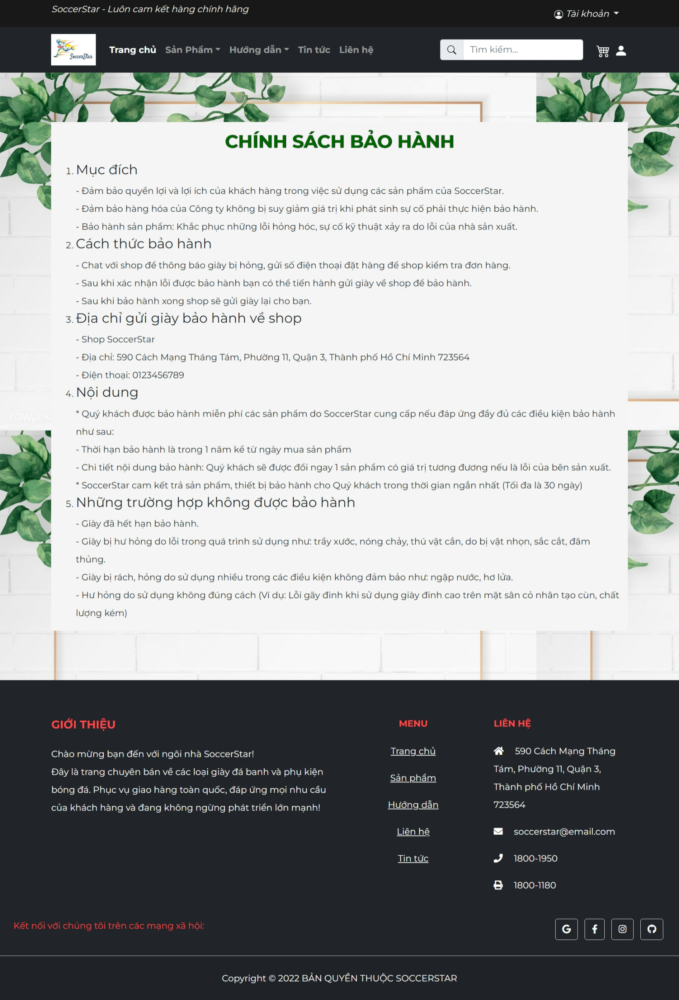 SoccerStar - Luôn cam kết hàng chính hãng
Tài khoản
SoccerStar
Trang chủ Sản Phẩm Hướng dẫn Tin tức Liên hệ
Tìm kiếm...
CHÍNH SÁCH BẢO HÀNH
1. Mục đích
- Đảm bảo quyền lợi và lợi ích của khách hàng trong việc sử dụng các sản phẩm của SoccerStar.
- Đảm bảo hàng hóa của Công ty không bị suy giảm giá trị khi phát sinh sự cố phải thực hiện bảo hành.
- Bảo hành sản phẩm: Khắc phục những lỗi hỏng hóc, sự cố kỹ thuật xảy ra do lỗi của nhà sản xuất.
2. Cách thức bảo hành
- Chat với shop để thông báo giày bị hỏng, gửi số điện thoại đặt hàng để shop kiểm tra đơn hàng.
- Sau khi xác nhận lỗi được bảo hành bạn có thể tiến hành gửi giày về shop để bảo hành.
- Sau khi bảo hành xong shop sẽ gửi giày lại cho bạn.
3. Địa chỉ gửi giày bảo hành về shop
- Shop SoccerStar
- Địa chỉ: 590 Cách Mạng Tháng Tám, Phường 11, Quận 3, Thành phố Hồ Chí Minh 723564
- Điện thoại: 0123456789
4. Nội dung
* Quý khách được bảo hành miễn phí các sản phẩm do SoccerStar cung cấp nếu đáp ứng đầy đủ các điều kiện bảo hành
như sau:
- Thời hạn bảo hành là trong 1 năm kể từ ngày mua sản phẩm
- Chi tiết nội dung bảo hành: Quý khách sẽ được đổi ngay 1 sản phẩm có giá trị tương đương nếu là lỗi của bên sản xuất.
* SoccerStar cam kết trả sản phẩm, thiết bị bảo hành cho Quý khách trong thời gian ngắn nhất (Tối đa là 30 ngày)
5. Những trường hợp không được bảo hành
- Giày đã hết hạn bảo hành.
- Giày bị hư hỏng do lỗi trong quá trình sử dụng như: trầy xước, nóng chảy, thú vật cắn, do bị vật nhọn, sắc cắt, đâm
thủng.
- Giày bị rách, hỏng do sử dụng nhiều trong các điều kiện không đảm bảo như: ngập nước, hơ lửa.
- Hư hỏng do sử dụng không đúng cách (Ví dụ: Lỗi gãy đinh khi sử dụng giày đinh cao trên mặt sân cỏ nhân tạo cùn, chất
lượng kém)
rawpix
GIỚI THIỆU
Chào mừng bạn đến với ngôi nhà SoccerStar!
Đây là trang chuyên bán về các loại giày đá banh và phụ kiện
bóng đá. Phục vụ giao hàng toàn quốc, đáp ứng mọi nhu cầu
của khách hàng và đang không ngừng phát triển lớn mạnh!
MENU
Trang chủ
Sản phẩm
Hướng dẫn
Liên hệ
Tin tức
LIÊN HỆ
590 Cách Mạng Tháng
Tám, Phường 11, Quận 3,
Thành phố Hồ Chí Minh
723564
soccerstar@email.com
1800-1950
1800-1180
Kết nối với chúng tôi trên các mạng xã hội:
Copyright © 2022 BẢN QUYỀN THUỘC SOCCERSTAR